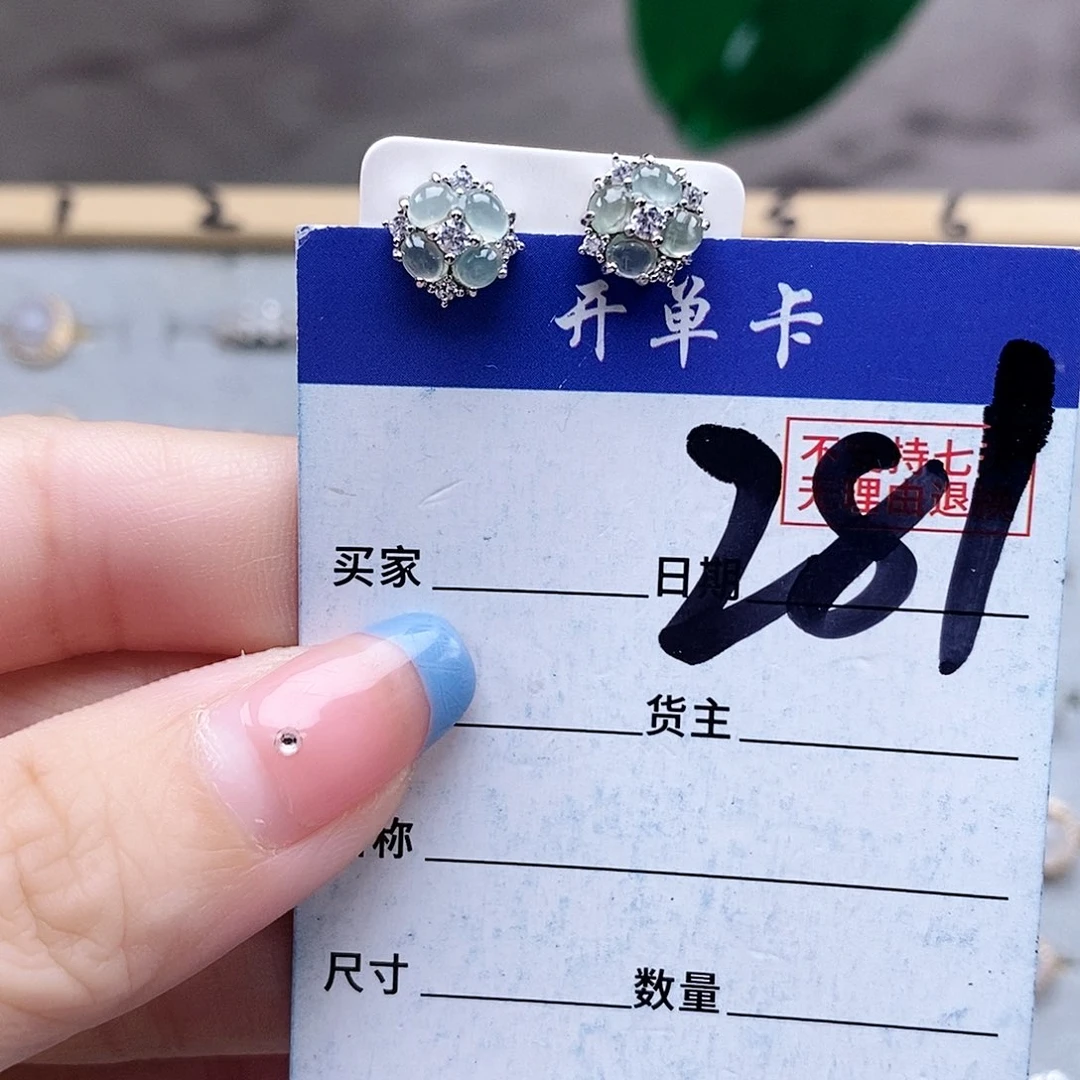 开单卡
281
不支持七天
无理由退换
买家 日期
货主
称
尺寸 数量